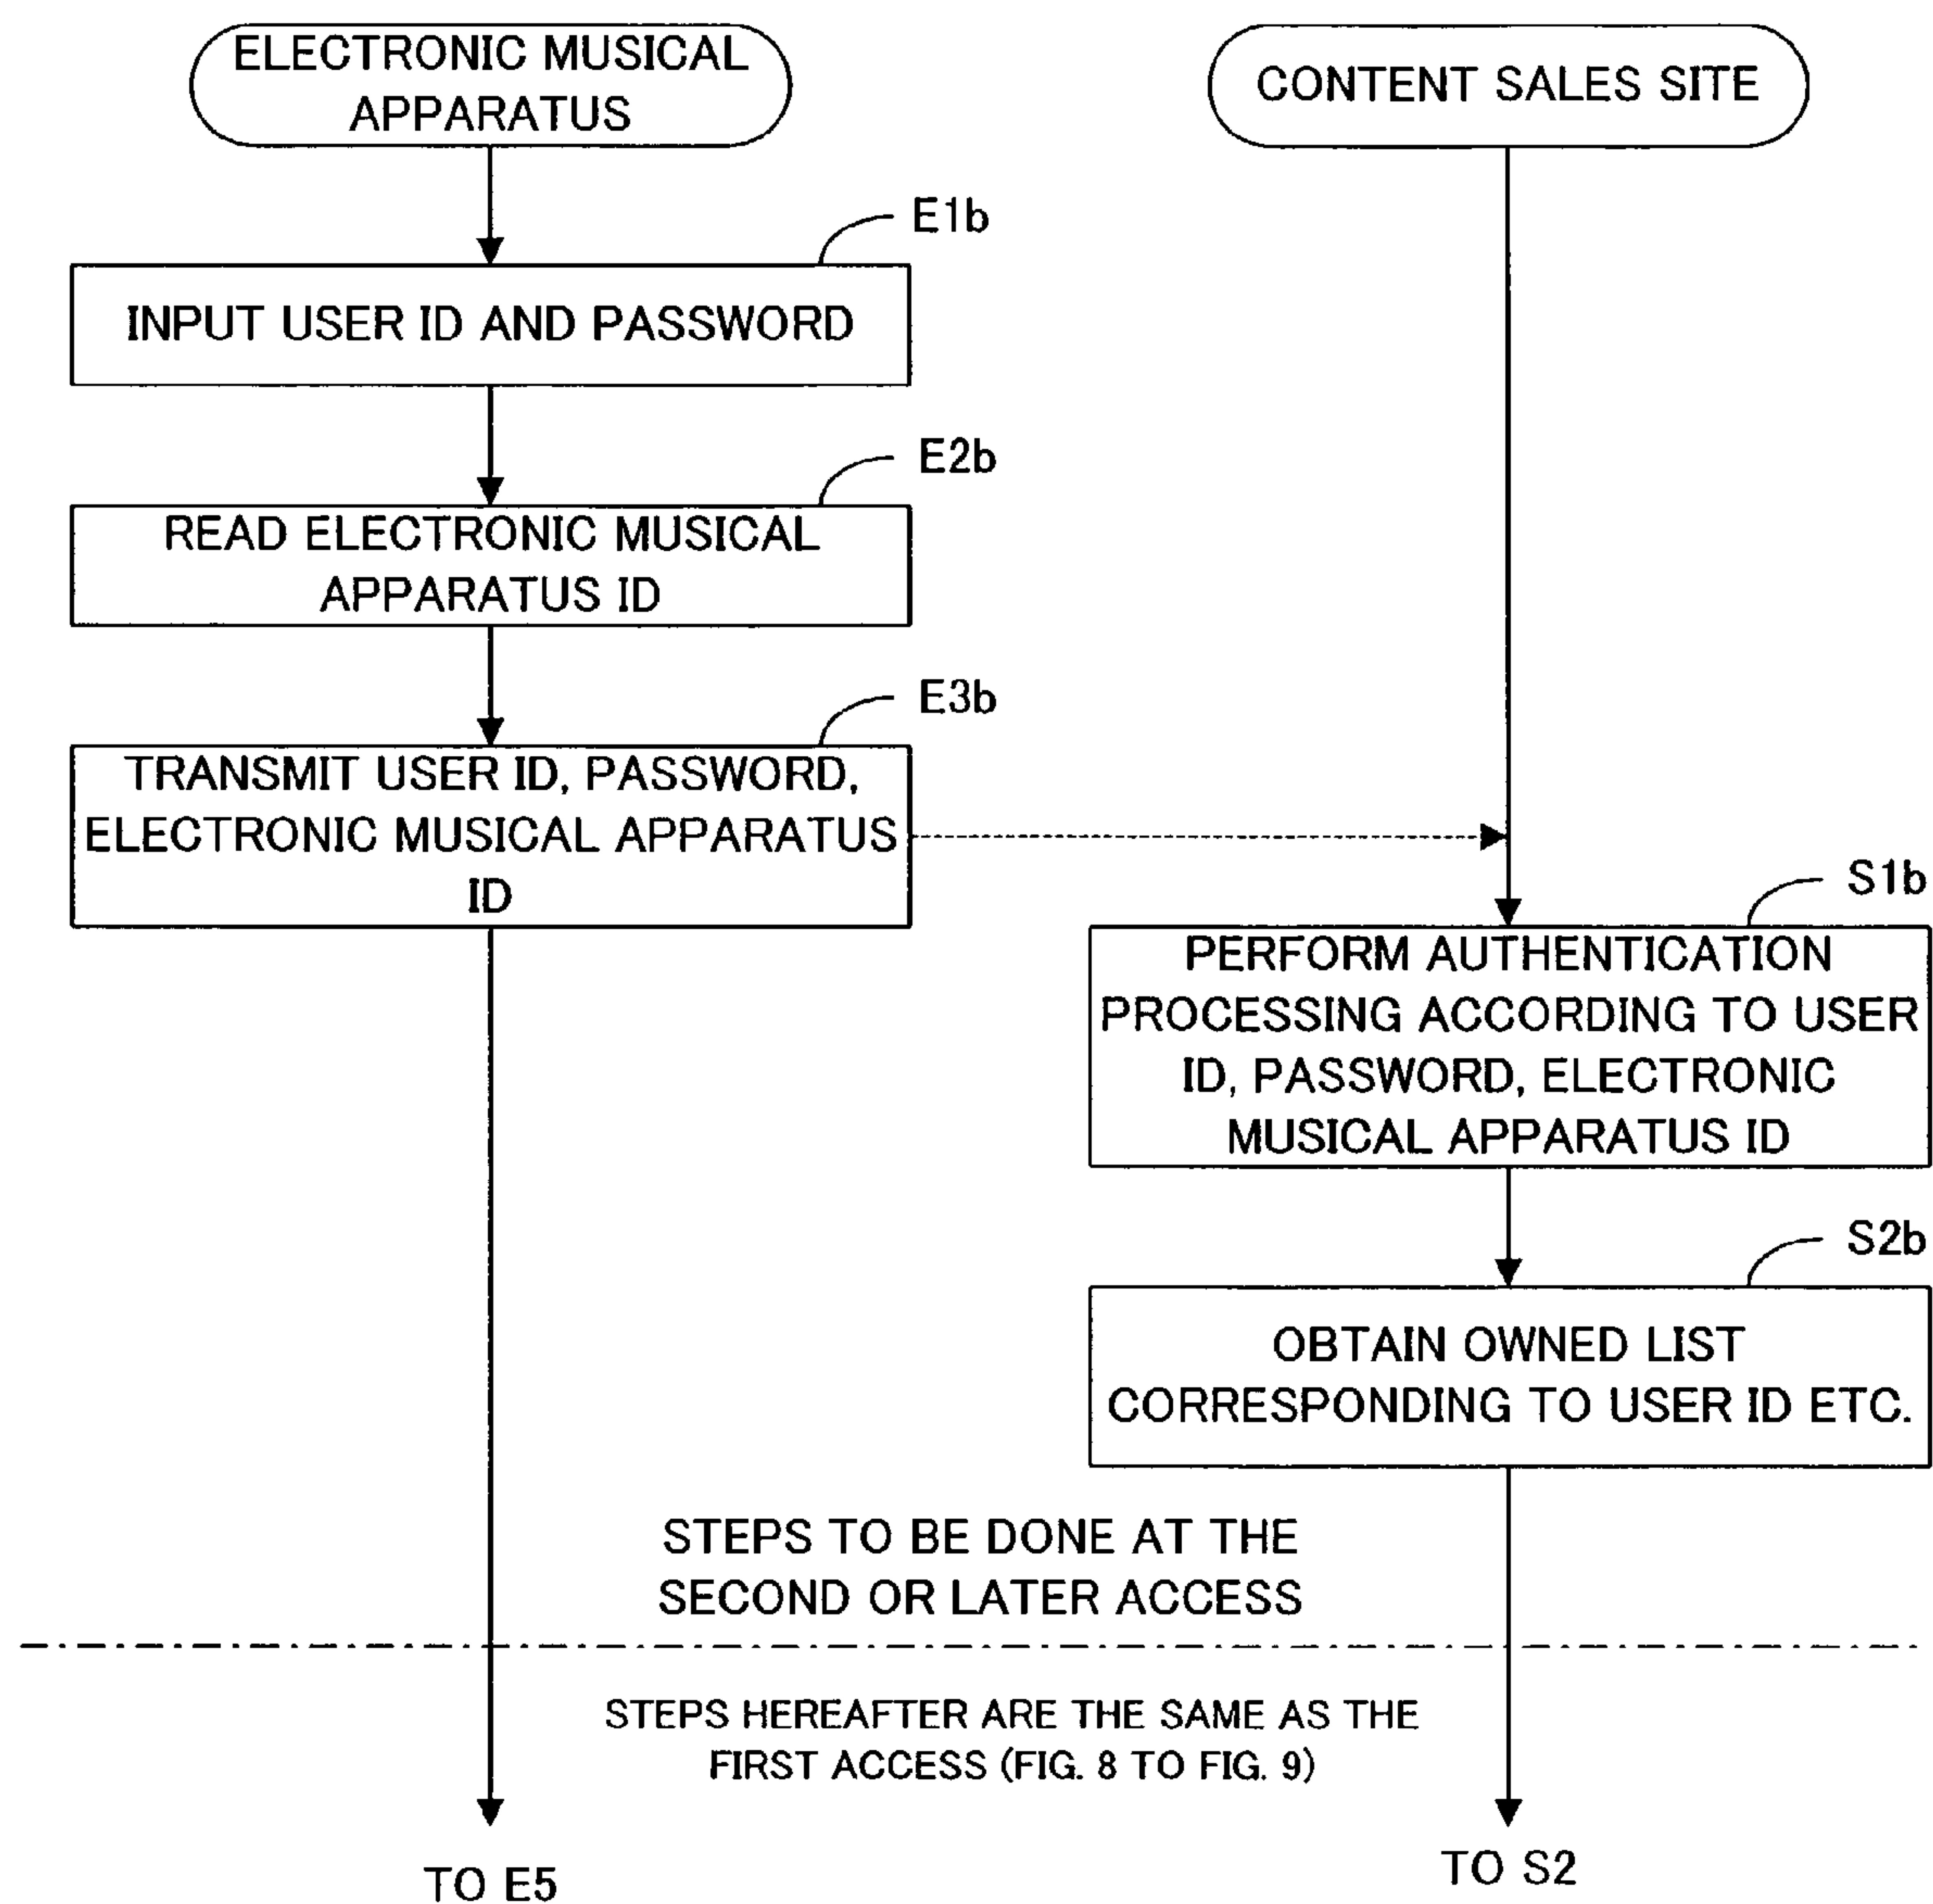 ELECTRONIC MUSICAL
APPARATUS
CONTENT SALES SITE
E1b
INPUT USER ID AND PASSWORD
E2b
READ ELECTRONIC MUSICAL
APPARATUS ID
E3b
TRANSMIT USER ID, PASSWORD,
ELECTRONIC MUSICAL APPARATUS
ID
S1b
PERFORM AUTHENTICATION
PROCESSING ACCORDING TO USER
ID, PASSWORD, ELECTRONIC
MUSICAL APPARATUS ID
S2b
OBTAIN OWNED LIST
CORRESPONDING TO USER ID ETC.
STEPS TO BE DONE AT THE
SECOND OR LATER ACCESS
STEPS HEREAFTER ARE THE SAME AS THE
FIRST ACCESS (FIG. 8 TO FIG. 9)
TO E5
TO S2